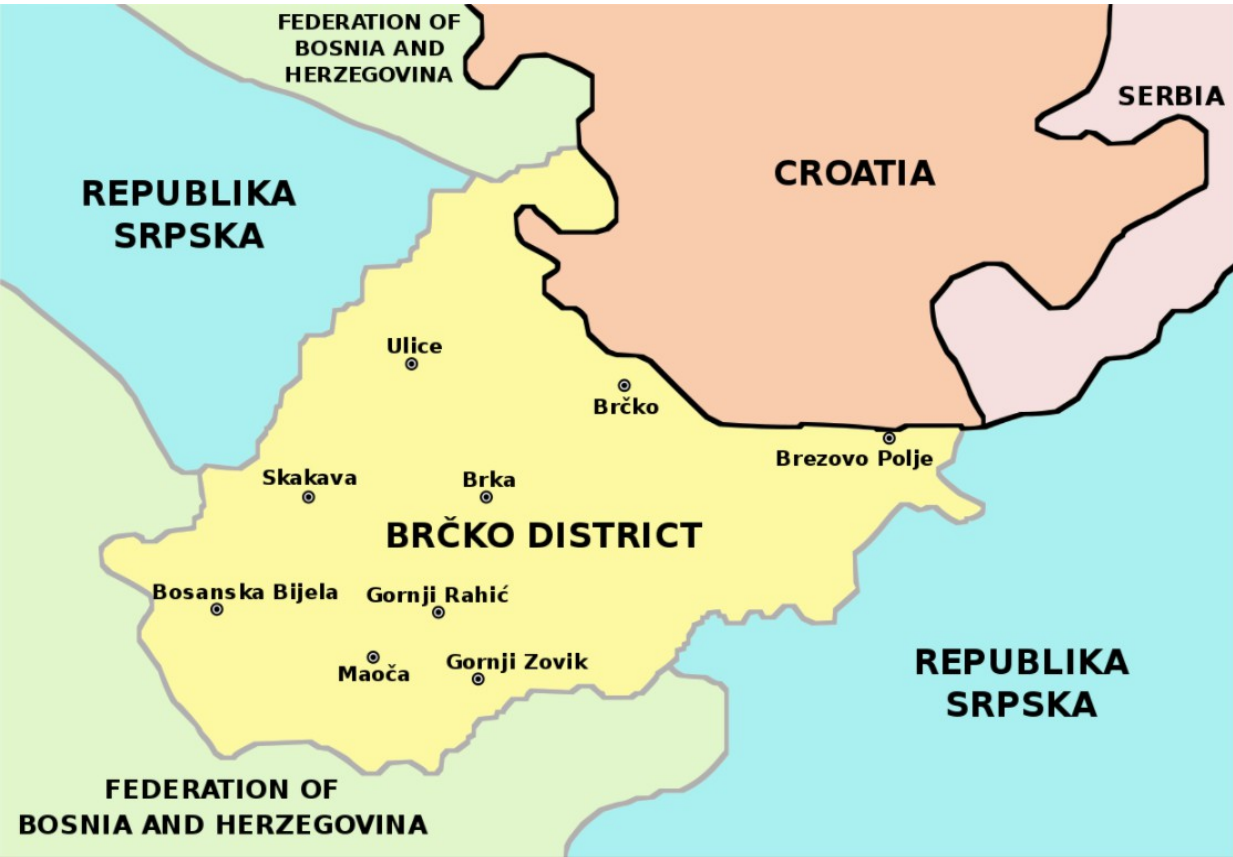 FEDERATION OF
BOSNIA AND
HERZEGOVINA
SERBIA
CROATIA
REPUBLIKA
SRPSKA
Ulice
Brčko
Brezovo Polje
Skakava
Brka
BRČKO DISTRICT
Bosanska Bijela
Gornji Rahić
Maoča
Gornji Zovik
REPUBLIKA
SRPSKA
FEDERATION OF
BOSNIA AND HERZEGOVINA